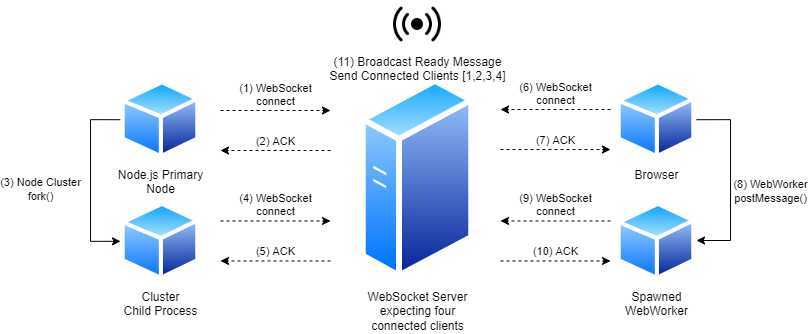 (11) Broadcast Ready Message
Send Connected Clients [1,2,3,4]
(1) WebSocket
connect
(2) ACK
Node.js Primary
Node
(3) Node Cluster
fork()
(4) WebSocket
connect
(5) ACK
Cluster
Child Process
WebSocket Server
expecting four
connected clients
(6) WebSocket
connect
(7) ACK
Browser
(8) WebWorker
postMessage()
(9) WebSocket
connect
(10) ACK
Spawned
WebWorker